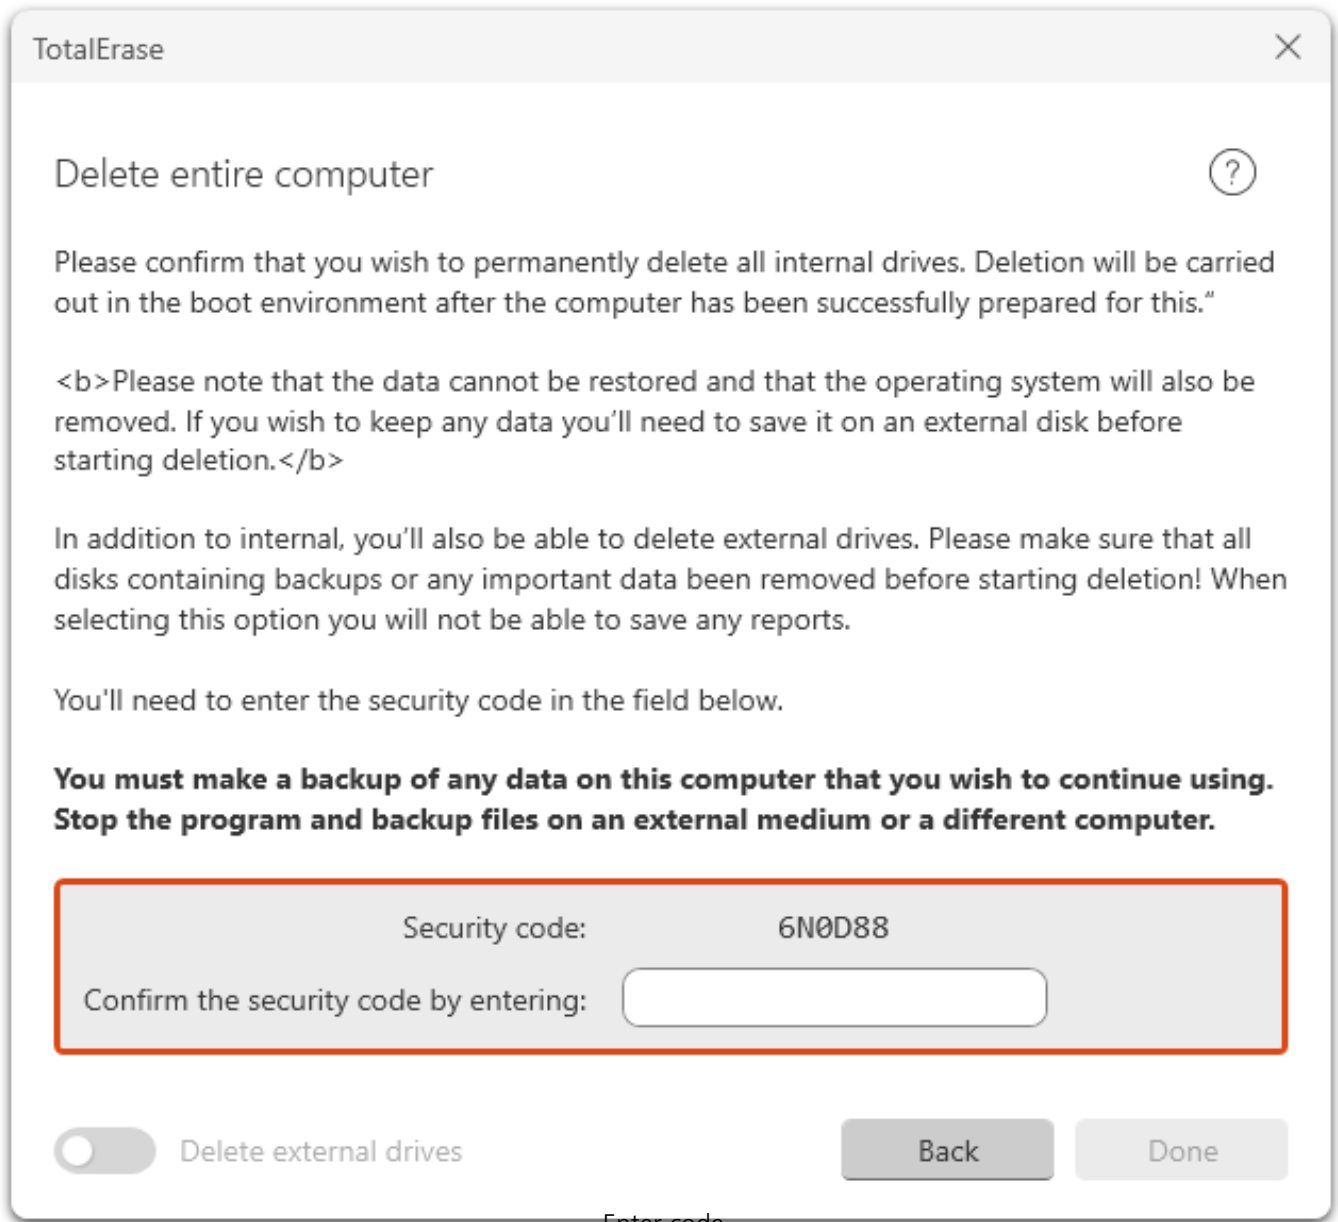 TotalErase
Delete entire computer
?
Please confirm that you wish to permanently delete all internal drives. Deletion will be carried
out in the boot environment after the computer has been successfully prepared for this.“
<b>Please note that the data cannot be restored and that the operating system will also be
removed. If you wish to keep any data you’ll need to save it on an external disk before
starting deletion.</b>
In addition to internal, you’ll also be able to delete external drives. Please make sure that all
disks containing backups or any important data been removed before starting deletion! When
selecting this option you will not be able to save any reports.
You'll need to enter the security code in the field below.
You must make a backup of any data on this computer that you wish to continue using.
Stop the program and backup files on an external medium or a different computer.
Security code: 6N0D88
Confirm the security code by entering:
Delete external drives
Back
Done
Enter code